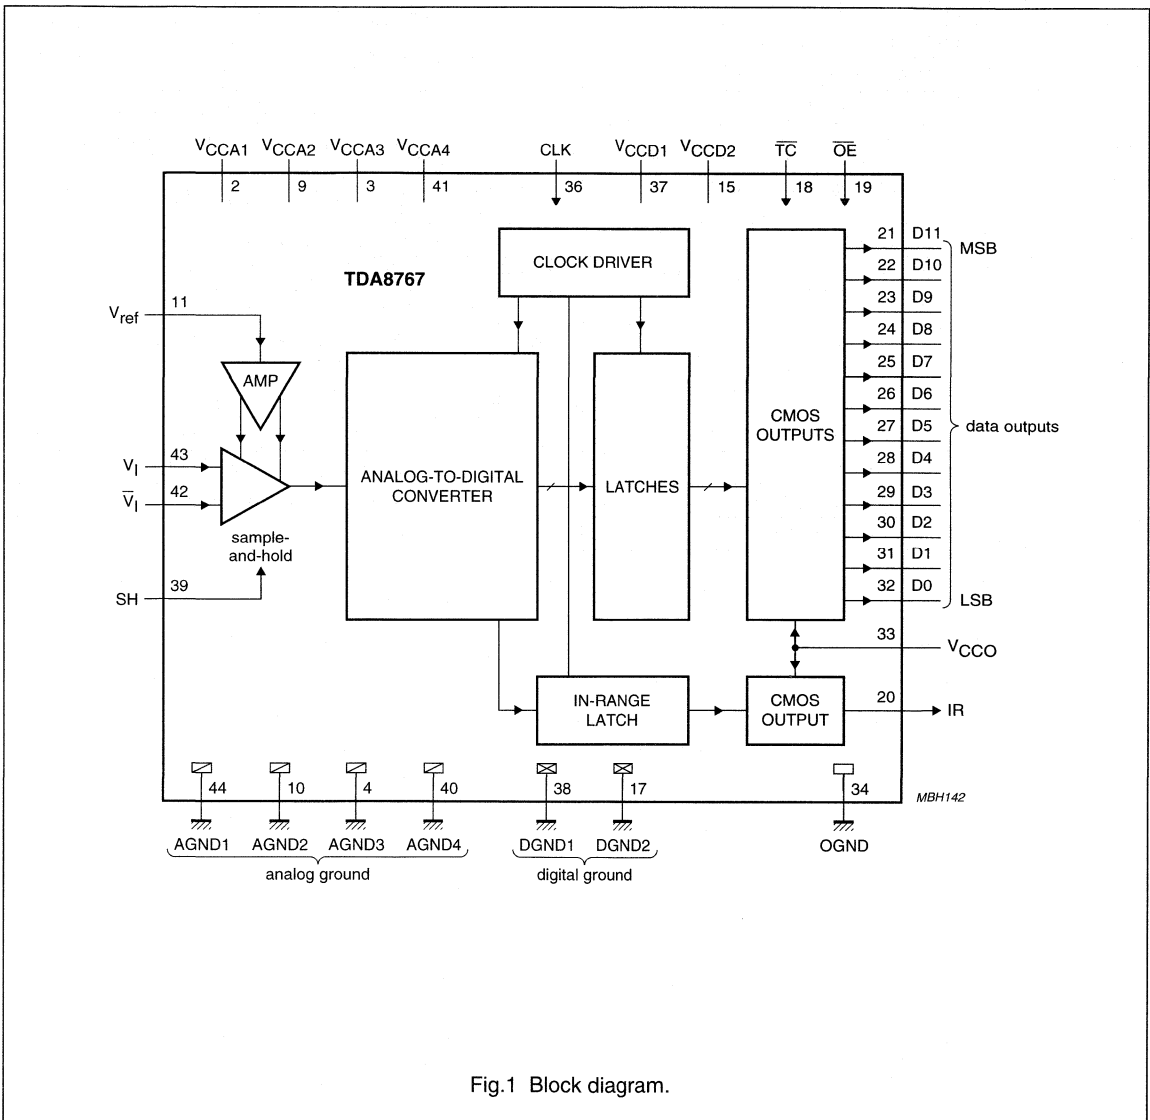 VCCA1 VCCA2 VCCA3 VCCA4 CLK VCCD1 VCCD2 T̅C̅ O̅E̅
2 9 3 41 36 37 15 18 19
21 D11
MSB
CLOCK DRIVER
22 D10
TDA8767
23 D9
11
Vref
24 D8
25 D7
AMP
26 D6
CMOS
OUTPUTS
27 D5
data outputs
43
VI
28 D4
ANALOG-TO-DIGITAL
CONVERTER
LATCHES
42
V̅I
29 D3
30 D2
sample-
and-hold
31 D1
39
SH
32 D0
LSB
33
VCCO
IN-RANGE
LATCH
CMOS
OUTPUT
20
IR
44 10 4 40 38 17 34
MBH142
AGND1 AGND2 AGND3 AGND4 DGND1 DGND2 OGND
analog ground digital ground
Fig.1 Block diagram.